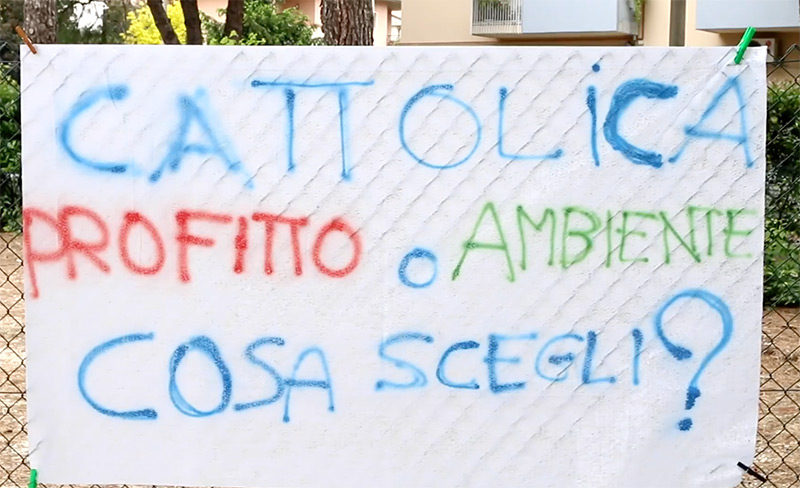 CATTOLiCA
PROFITTO o AMBIENTE
COSA SCEGLI?